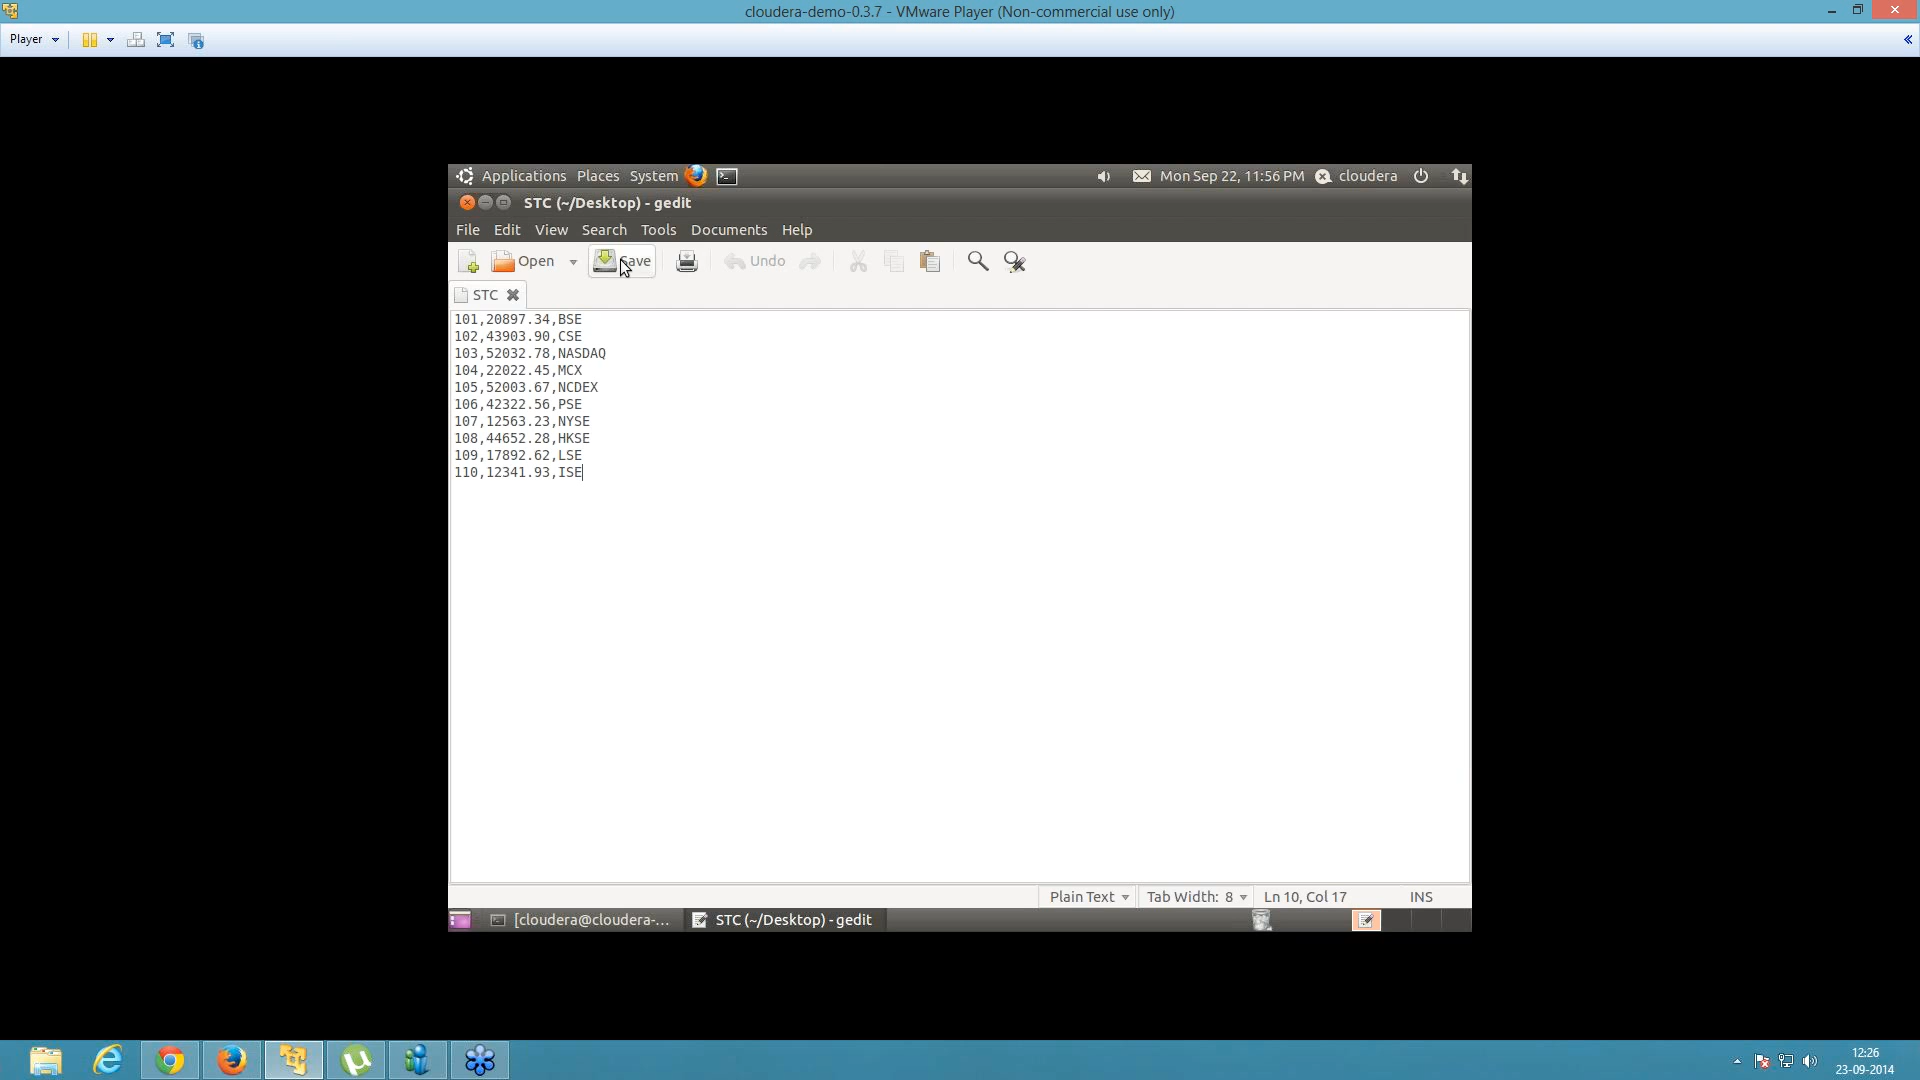 cloudera-demo-0.3.7 - VMware Player (Non-commercial use only)
Player
Applications Places System Mon Sep 22, 11:56 PM cloudera
STC (~/Desktop) - gedit
File Edit View Search Tools Documents Help
Open Save Undo
STC
101,20897.34,BSE
102,43903.90,CSE
103,52032.78,NASDAQ
104,22022.45,MCX
105,52003.67,NCDEX
106,42322.56,PSE
107,12563.23,NYSE
108,44652.28,HKSE
109,17892.62,LSE
110,12341.93,ISE
Plain Text Tab Width: 8 Ln 10, Col 17 INS
[cloudera@cloudera-... STC (~/Desktop) - gedit
12:26
23-09-2014